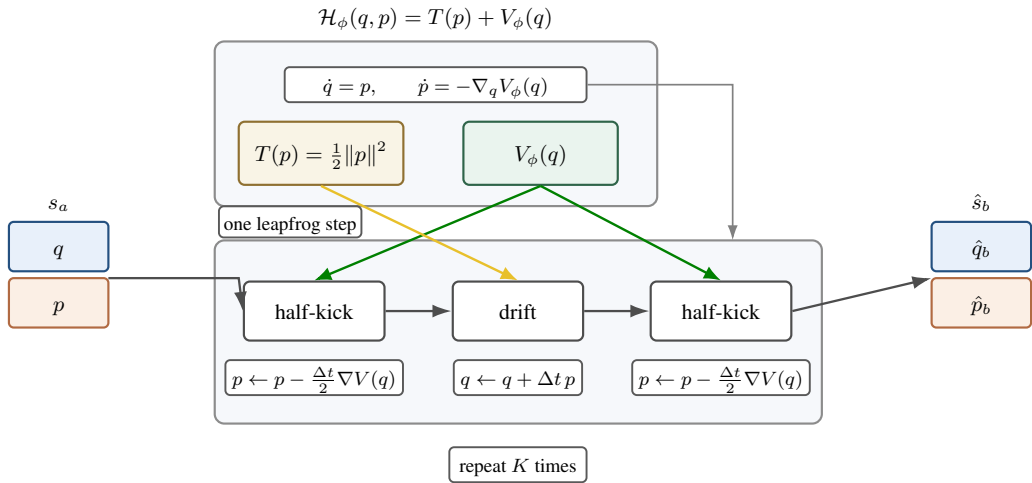 ℋ_ϕ(q, p) = T(p) + V_ϕ(q)
q̇ = p, ṗ = −∇_q V_ϕ(q)
T(p) = ½‖p‖²
V_ϕ(q)
one leapfrog step
s_a
q
p
half-kick
drift
half-kick
p ← p − Δt/2 ∇V(q)
q ← q + Δt p
p ← p − Δt/2 ∇V(q)
ŝ_b
q̂_b
p̂_b
repeat K times